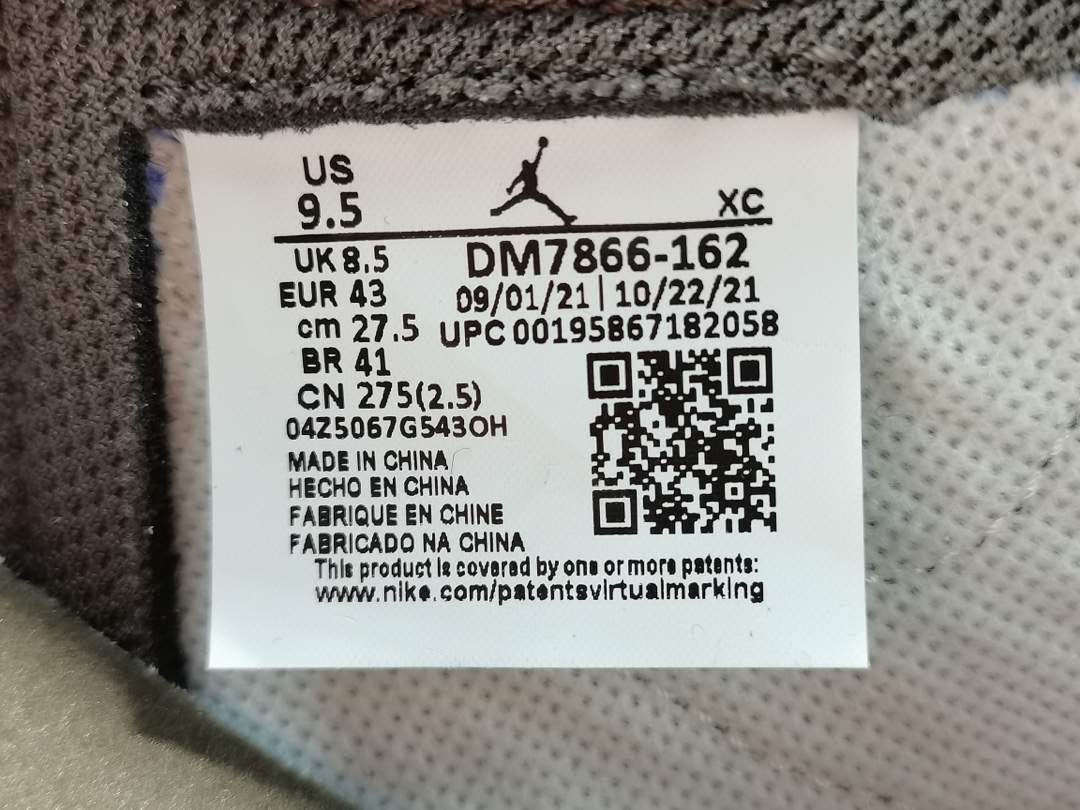 US
9.5
XC
UK 8.5
DM7866-162
EUR 43
09/01/21 | 10/22/21
cm 27.5
UPC 00195867182058
BR 41
CN 275(2.5)
04Z5067G543OH
MADE IN CHINA
HECHO EN CHINA
FABRIQUE EN CHINE
FABRICADO NA CHINA
This product is covered by one or more patents:
www.nike.com/patentsvirtualmarking